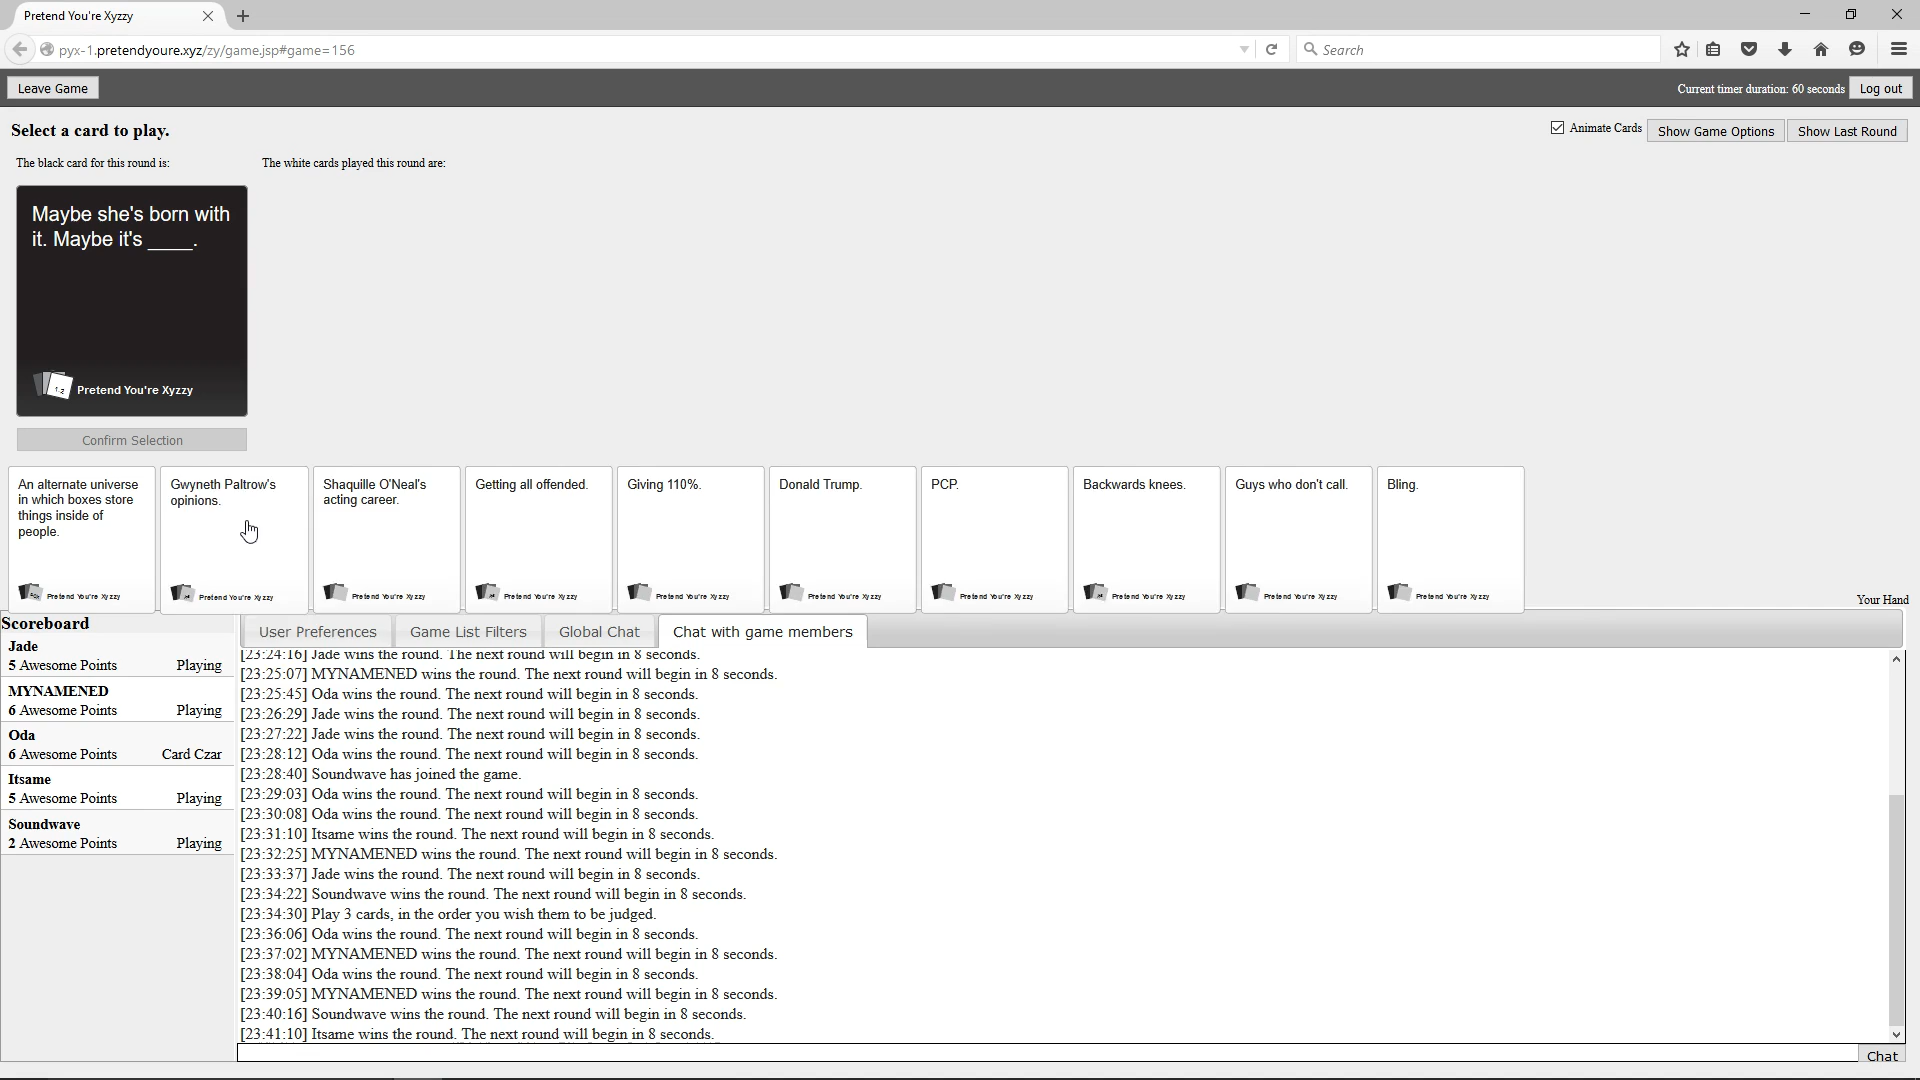 Pretend You're Xyzzy
pyx-1.pretendyoure.xyz/zy/game.jsp#game=156
Search
Leave Game
Current timer duration: 60 seconds
Log out
Select a card to play.
Animate Cards
Show Game Options
Show Last Round
The black card for this round is:
The white cards played this round are:
Maybe she's born with
it. Maybe it's ____.
Pretend You're Xyzzy
Confirm Selection
An alternate universe
in which boxes store
things inside of
people.
Pretend You're Xyzzy
Gwyneth Paltrow's
opinions.
Pretend You're Xyzzy
Shaquille O'Neal's
acting career.
Pretend You're Xyzzy
Getting all offended.
Pretend You're Xyzzy
Giving 110%.
Pretend You're Xyzzy
Donald Trump.
Pretend You're Xyzzy
PCP.
Pretend You're Xyzzy
Backwards knees.
Pretend You're Xyzzy
Guys who don't call.
Pretend You're Xyzzy
Bling.
Pretend You're Xyzzy
Your Hand
Scoreboard
Jade
5 Awesome Points Playing
MYNAMENED
6 Awesome Points Playing
Oda
6 Awesome Points Card Czar
Itsame
5 Awesome Points Playing
Soundwave
2 Awesome Points Playing
User Preferences
Game List Filters
Global Chat
Chat with game members
[23:24:16] Jade wins the round. The next round will begin in 8 seconds.
[23:25:07] MYNAMENED wins the round. The next round will begin in 8 seconds.
[23:25:45] Oda wins the round. The next round will begin in 8 seconds.
[23:26:29] Jade wins the round. The next round will begin in 8 seconds.
[23:27:22] Jade wins the round. The next round will begin in 8 seconds.
[23:28:12] Oda wins the round. The next round will begin in 8 seconds.
[23:28:40] Soundwave has joined the game.
[23:29:03] Oda wins the round. The next round will begin in 8 seconds.
[23:30:08] Oda wins the round. The next round will begin in 8 seconds.
[23:31:10] Itsame wins the round. The next round will begin in 8 seconds.
[23:32:25] MYNAMENED wins the round. The next round will begin in 8 seconds.
[23:33:37] Jade wins the round. The next round will begin in 8 seconds.
[23:34:22] Soundwave wins the round. The next round will begin in 8 seconds.
[23:34:30] Play 3 cards, in the order you wish them to be judged.
[23:36:06] Oda wins the round. The next round will begin in 8 seconds.
[23:37:02] MYNAMENED wins the round. The next round will begin in 8 seconds.
[23:38:04] Oda wins the round. The next round will begin in 8 seconds.
[23:39:05] MYNAMENED wins the round. The next round will begin in 8 seconds.
[23:40:16] Soundwave wins the round. The next round will begin in 8 seconds.
[23:41:10] Itsame wins the round. The next round will begin in 8 seconds.
Chat